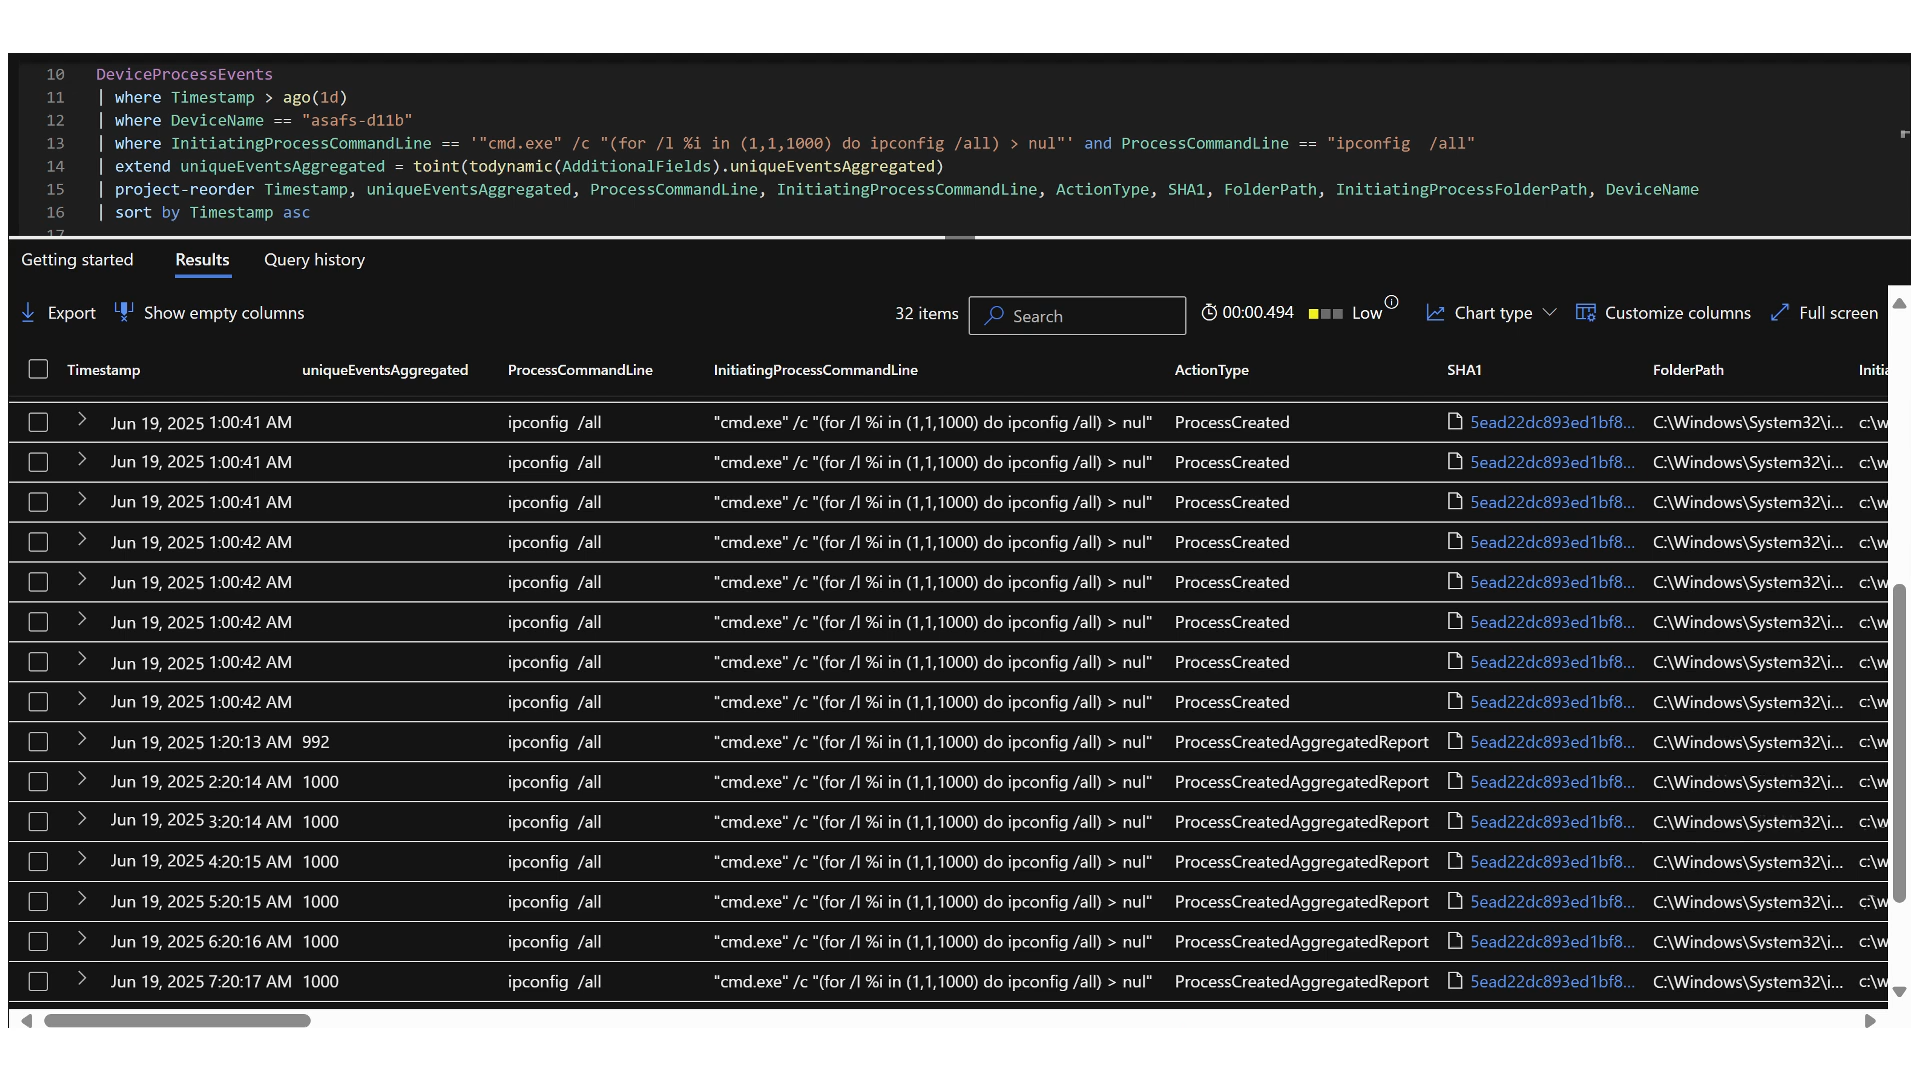 10 DeviceProcessEvents
11 | where Timestamp > ago(1d)
12 | where DeviceName == "asafs-d11b"
13 | where InitiatingProcessCommandLine == '"cmd.exe" /c "(for /l %i in (1,1,1000) do ipconfig /all) > nul"' and ProcessCommandLine == "ipconfig  /all"
14 | extend uniqueEventsAggregated = toint(todynamic(AdditionalFields).uniqueEventsAggregated)
15 | project-reorder Timestamp, uniqueEventsAggregated, ProcessCommandLine, InitiatingProcessCommandLine, ActionType, SHA1, FolderPath, InitiatingProcessFolderPath, DeviceName
16 | sort by Timestamp asc
17
Getting started Results Query history
Export Show empty columns 32 items Search 00:00.494 Low Chart type Customize columns Full screen
Timestamp uniqueEventsAggregated ProcessCommandLine InitiatingProcessCommandLine ActionType SHA1 FolderPath Initia
Jun 19, 2025 1:00:41 AM ipconfig  /all "cmd.exe" /c "(for /l %i in (1,1,1000) do ipconfig /all) > nul" ProcessCreated 5ead22dc893ed1bf8... C:\Windows\System32\i... c:\w
Jun 19, 2025 1:00:41 AM ipconfig  /all "cmd.exe" /c "(for /l %i in (1,1,1000) do ipconfig /all) > nul" ProcessCreated 5ead22dc893ed1bf8... C:\Windows\System32\i... c:\w
Jun 19, 2025 1:00:41 AM ipconfig  /all "cmd.exe" /c "(for /l %i in (1,1,1000) do ipconfig /all) > nul" ProcessCreated 5ead22dc893ed1bf8... C:\Windows\System32\i... c:\w
Jun 19, 2025 1:00:42 AM ipconfig  /all "cmd.exe" /c "(for /l %i in (1,1,1000) do ipconfig /all) > nul" ProcessCreated 5ead22dc893ed1bf8... C:\Windows\System32\i... c:\w
Jun 19, 2025 1:00:42 AM ipconfig  /all "cmd.exe" /c "(for /l %i in (1,1,1000) do ipconfig /all) > nul" ProcessCreated 5ead22dc893ed1bf8... C:\Windows\System32\i... c:\w
Jun 19, 2025 1:00:42 AM ipconfig  /all "cmd.exe" /c "(for /l %i in (1,1,1000) do ipconfig /all) > nul" ProcessCreated 5ead22dc893ed1bf8... C:\Windows\System32\i... c:\w
Jun 19, 2025 1:00:42 AM ipconfig  /all "cmd.exe" /c "(for /l %i in (1,1,1000) do ipconfig /all) > nul" ProcessCreated 5ead22dc893ed1bf8... C:\Windows\System32\i... c:\w
Jun 19, 2025 1:00:42 AM ipconfig  /all "cmd.exe" /c "(for /l %i in (1,1,1000) do ipconfig /all) > nul" ProcessCreated 5ead22dc893ed1bf8... C:\Windows\System32\i... c:\w
Jun 19, 2025 1:20:13 AM 992 ipconfig  /all "cmd.exe" /c "(for /l %i in (1,1,1000) do ipconfig /all) > nul" ProcessCreatedAggregatedReport 5ead22dc893ed1bf8... C:\Windows\System32\i... c:\w
Jun 19, 2025 2:20:14 AM 1000 ipconfig  /all "cmd.exe" /c "(for /l %i in (1,1,1000) do ipconfig /all) > nul" ProcessCreatedAggregatedReport 5ead22dc893ed1bf8... C:\Windows\System32\i... c:\w
Jun 19, 2025 3:20:14 AM 1000 ipconfig  /all "cmd.exe" /c "(for /l %i in (1,1,1000) do ipconfig /all) > nul" ProcessCreatedAggregatedReport 5ead22dc893ed1bf8... C:\Windows\System32\i... c:\w
Jun 19, 2025 4:20:15 AM 1000 ipconfig  /all "cmd.exe" /c "(for /l %i in (1,1,1000) do ipconfig /all) > nul" ProcessCreatedAggregatedReport 5ead22dc893ed1bf8... C:\Windows\System32\i... c:\w
Jun 19, 2025 5:20:15 AM 1000 ipconfig  /all "cmd.exe" /c "(for /l %i in (1,1,1000) do ipconfig /all) > nul" ProcessCreatedAggregatedReport 5ead22dc893ed1bf8... C:\Windows\System32\i... c:\w
Jun 19, 2025 6:20:16 AM 1000 ipconfig  /all "cmd.exe" /c "(for /l %i in (1,1,1000) do ipconfig /all) > nul" ProcessCreatedAggregatedReport 5ead22dc893ed1bf8... C:\Windows\System32\i... c:\w
Jun 19, 2025 7:20:17 AM 1000 ipconfig  /all "cmd.exe" /c "(for /l %i in (1,1,1000) do ipconfig /all) > nul" ProcessCreatedAggregatedReport 5ead22dc893ed1bf8... C:\Windows\System32\i... c:\w